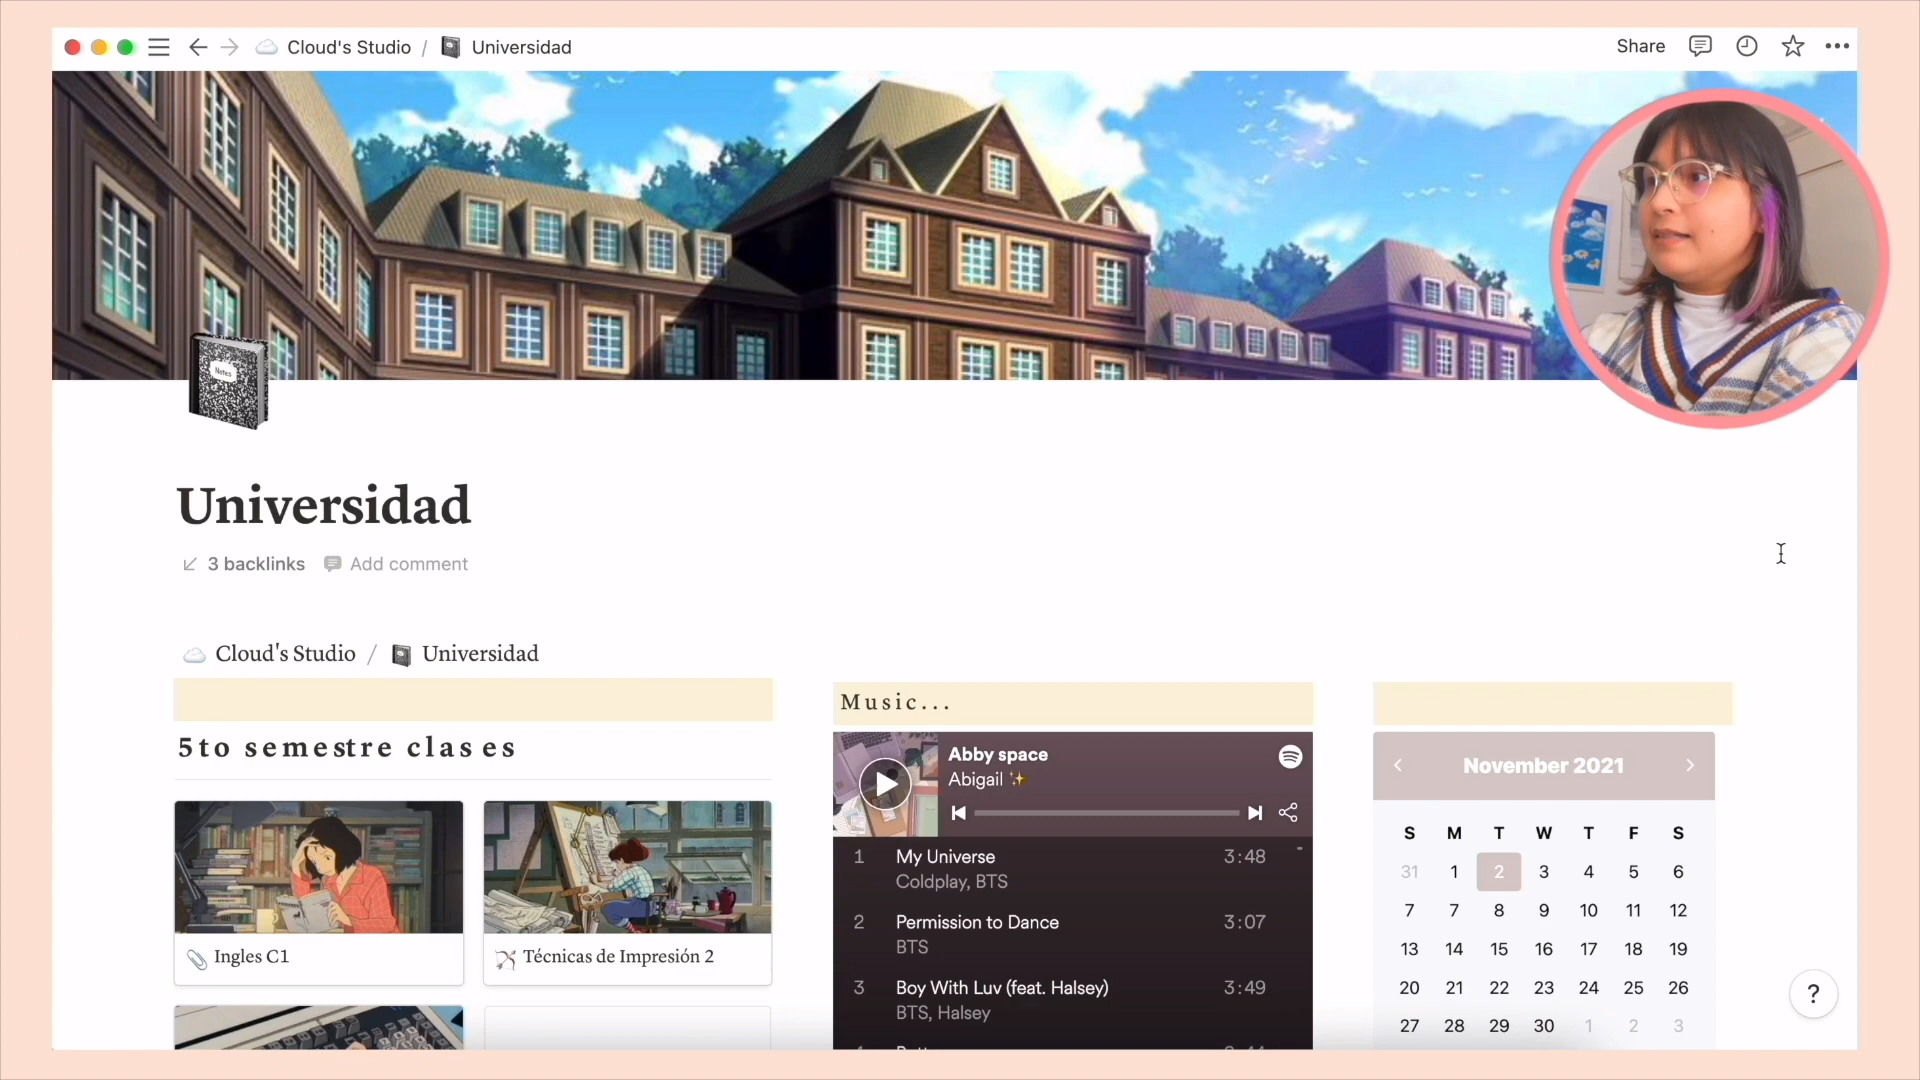 Cloud's Studio / Universidad
Share
Notes
Universidad
3 backlinks Add comment
Cloud's Studio / Universidad
5to semestre clases
Ingles C1
Técnicas de Impresión 2
Music...
Abby space
Abigail ✨
1 My Universe 3:48
Coldplay, BTS
2 Permission to Dance 3:07
BTS
3 Boy With Luv (feat. Halsey) 3:49
BTS, Halsey
November 2021
S M T W T F S
31 1 2 3 4 5 6
7 7 8 9 10 11 12
13 14 15 16 17 18 19
20 21 22 23 24 25 26
27 28 29 30 1 2 3
?